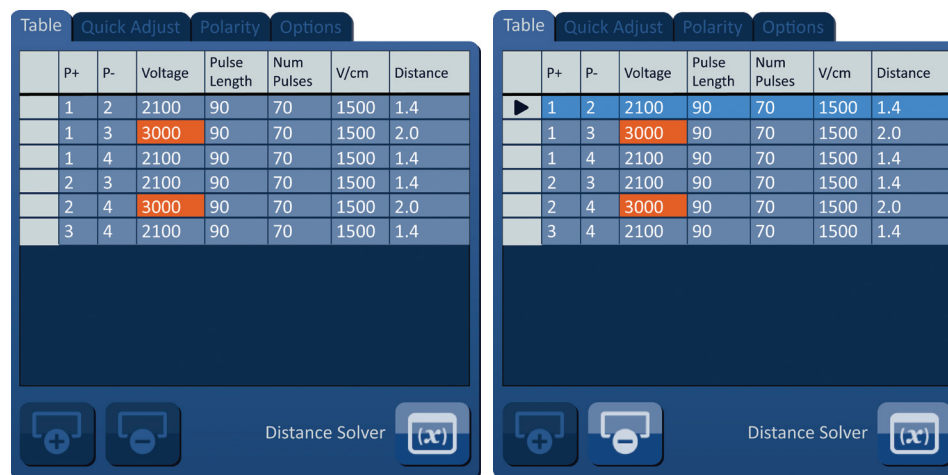 Table Quick Adjust Polarity Options
P+ P- Voltage Pulse Length Num Pulses V/cm Distance
1 2 2100 90 70 1500 1.4
1 3 3000 90 70 1500 2.0
1 4 2100 90 70 1500 1.4
2 3 2100 90 70 1500 1.4
2 4 3000 90 70 1500 2.0
3 4 2100 90 70 1500 1.4
Distance Solver (x)
Table Quick Adjust Polarity Options
P+ P- Voltage Pulse Length Num Pulses V/cm Distance
1 2 2100 90 70 1500 1.4
1 3 3000 90 70 1500 2.0
1 4 2100 90 70 1500 1.4
2 3 2100 90 70 1500 1.4
2 4 3000 90 70 1500 2.0
3 4 2100 90 70 1500 1.4
Distance Solver (x)